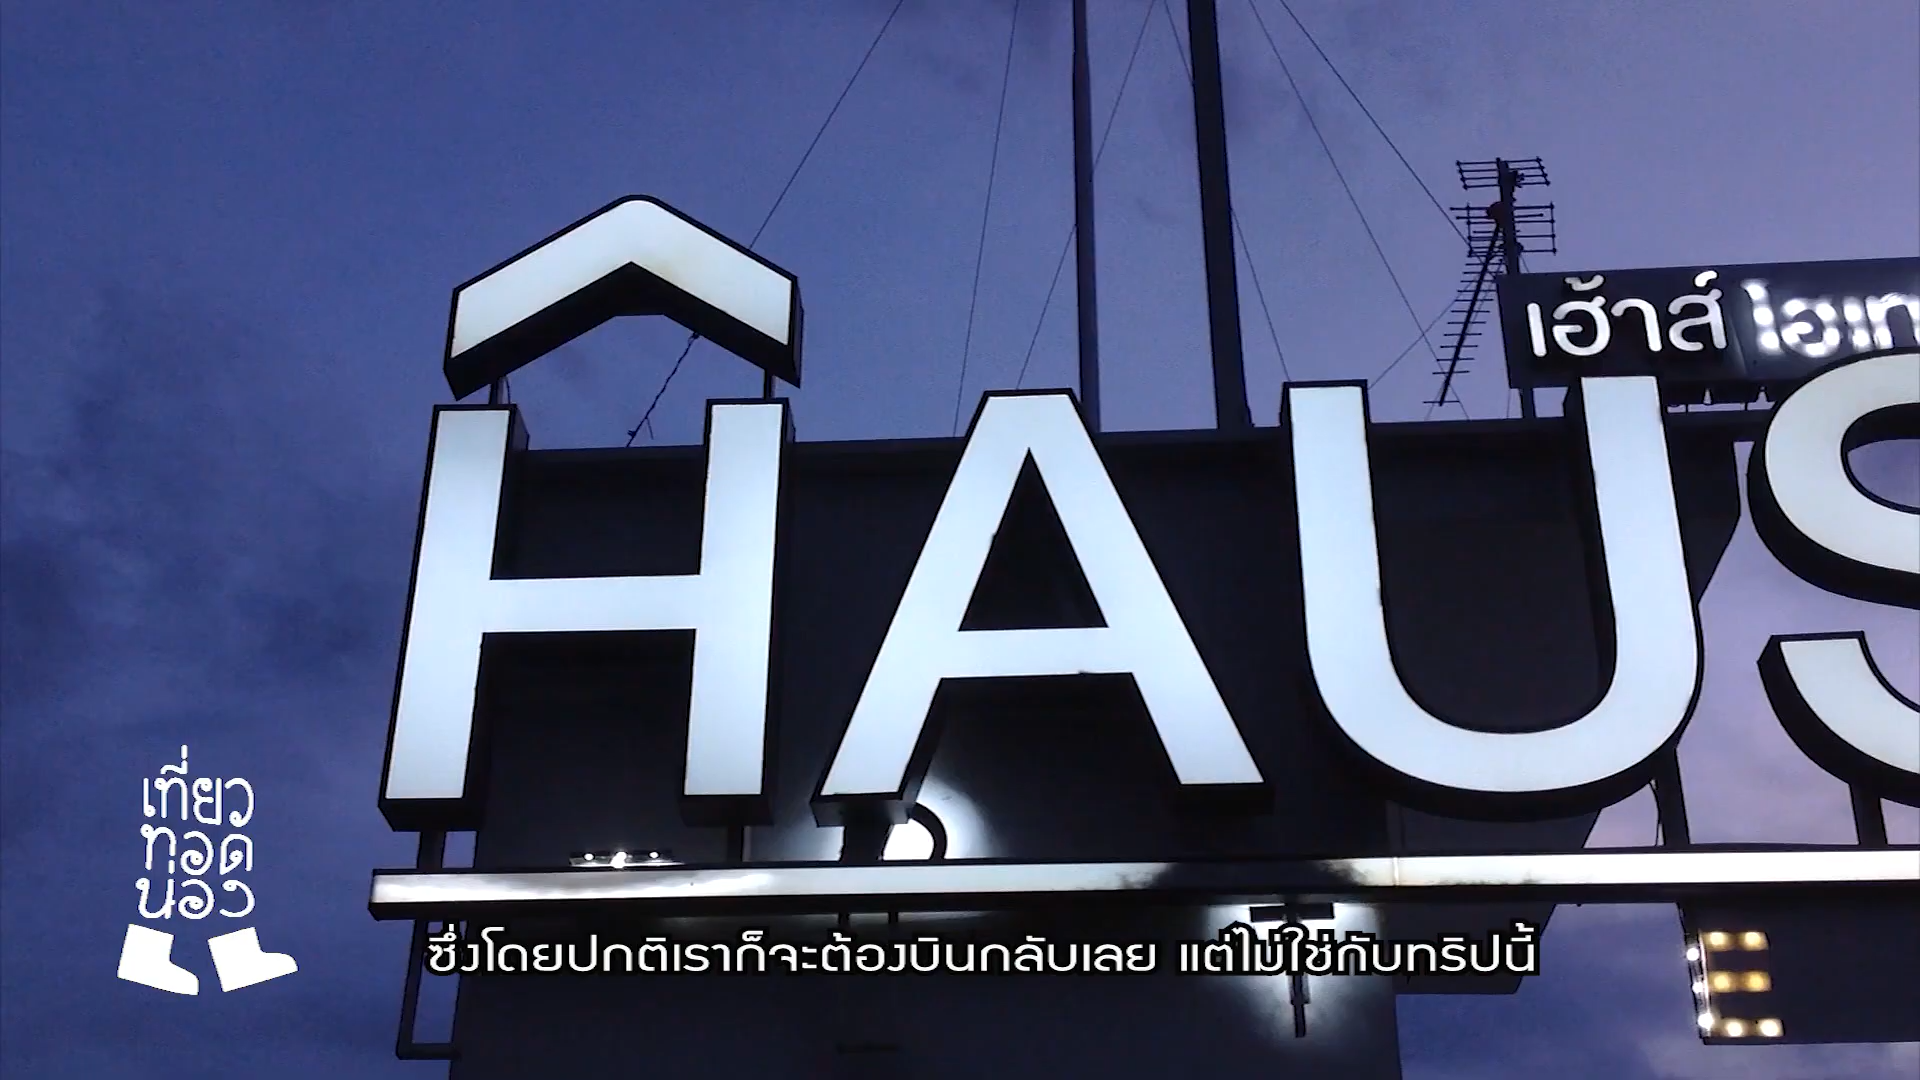 เฮ้าส์
HAUS
E
เที่ยว
ทอด
น่อง
ซึ่งโดยปกติเราก็จะต้องบินกลับเลย แต่ไม่ใช่กับทริปนี้